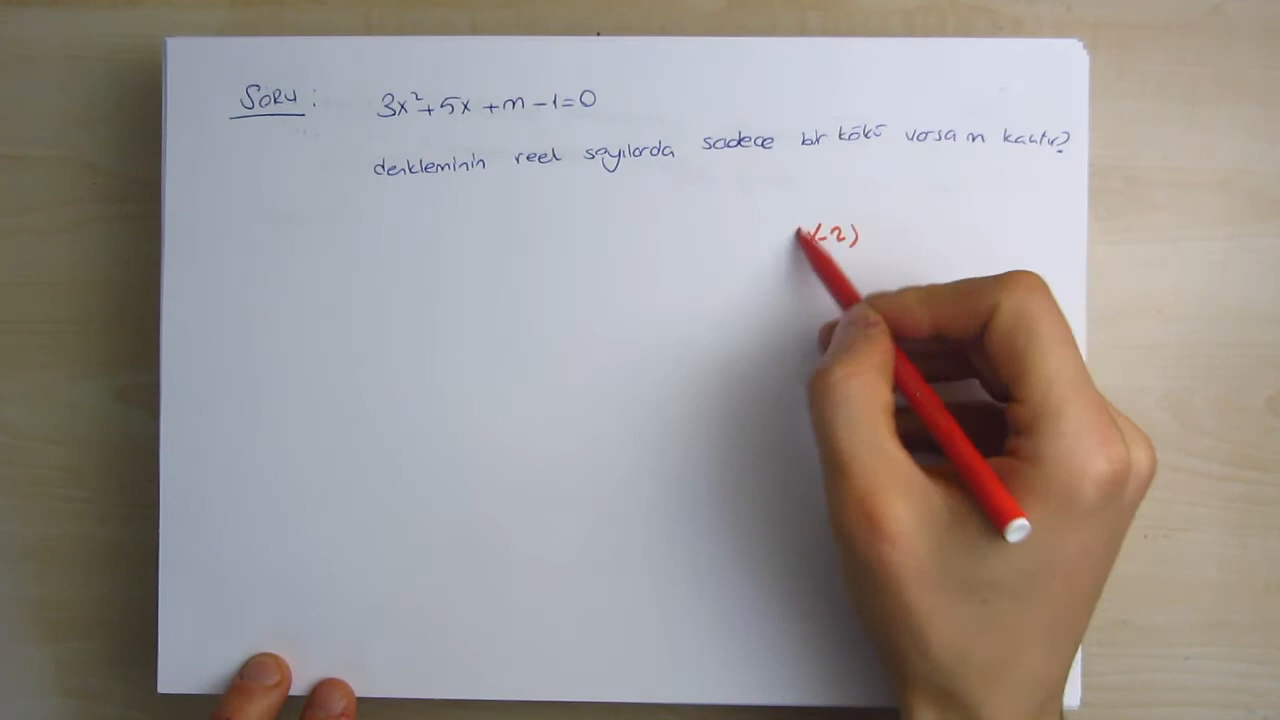 SORU : 3x²+5x+m-1=0
denkleminin reel sayılarda sadece bir kökü varsa m kaçtır?
(-2)